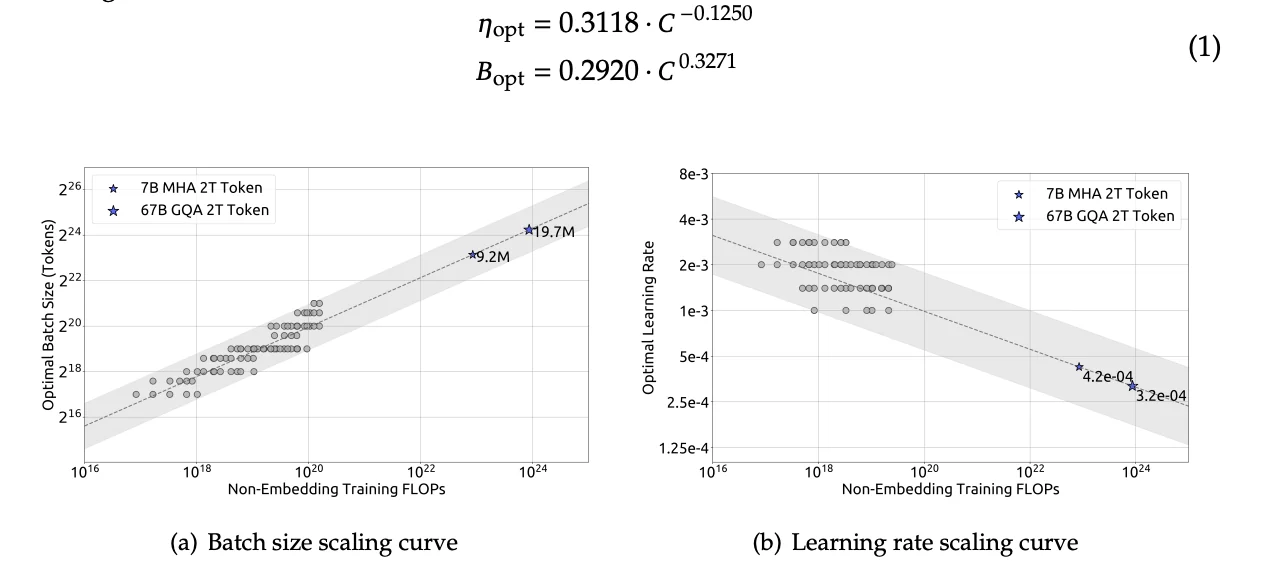 η_opt = 0.3118 · C^−0.1250
B_opt = 0.2920 · C^0.3271
(1)
7B MHA 2T Token
67B GQA 2T Token
Optimal Batch Size (Tokens)
2^26
2^24
2^22
2^20
2^18
2^16
19.7M
9.2M
10^16
10^18
10^20
10^22
10^24
Non-Embedding Training FLOPs
(a) Batch size scaling curve
7B MHA 2T Token
67B GQA 2T Token
Optimal Learning Rate
8e-3
4e-3
2e-3
1e-3
5e-4
2.5e-4
1.25e-4
4.2e-04
3.2e-04
10^16
10^18
10^20
10^22
10^24
Non-Embedding Training FLOPs
(b) Learning rate scaling curve